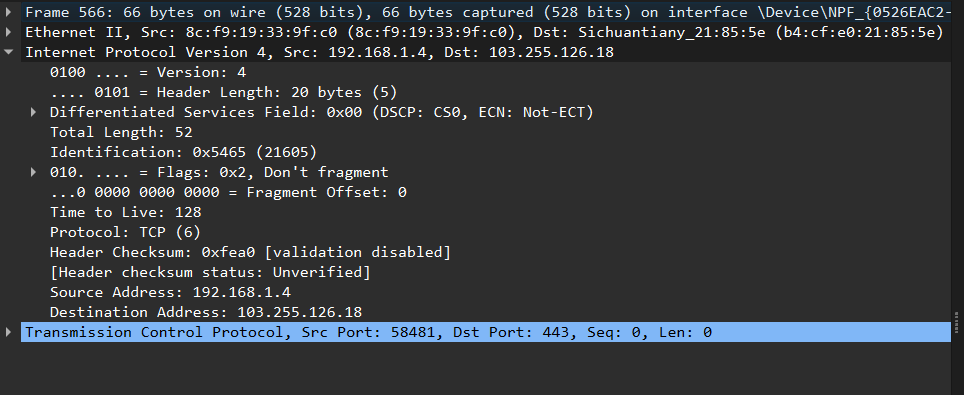 Frame 566: 66 bytes on wire (528 bits), 66 bytes captured (528 bits) on interface \Device\NPF_{0526EAC2-
Ethernet II, Src: 8c:f9:19:33:9f:c0 (8c:f9:19:33:9f:c0), Dst: Sichuantiany_21:85:5e (b4:cf:e0:21:85:5e)
Internet Protocol Version 4, Src: 192.168.1.4, Dst: 103.255.126.18
0100 .... = Version: 4
.... 0101 = Header Length: 20 bytes (5)
Differentiated Services Field: 0x00 (DSCP: CS0, ECN: Not-ECT)
Total Length: 52
Identification: 0x5465 (21605)
010. .... = Flags: 0x2, Don't fragment
...0 0000 0000 0000 = Fragment Offset: 0
Time to Live: 128
Protocol: TCP (6)
Header Checksum: 0xfea0 [validation disabled]
[Header checksum status: Unverified]
Source Address: 192.168.1.4
Destination Address: 103.255.126.18
Transmission Control Protocol, Src Port: 58481, Dst Port: 443, Seq: 0, Len: 0